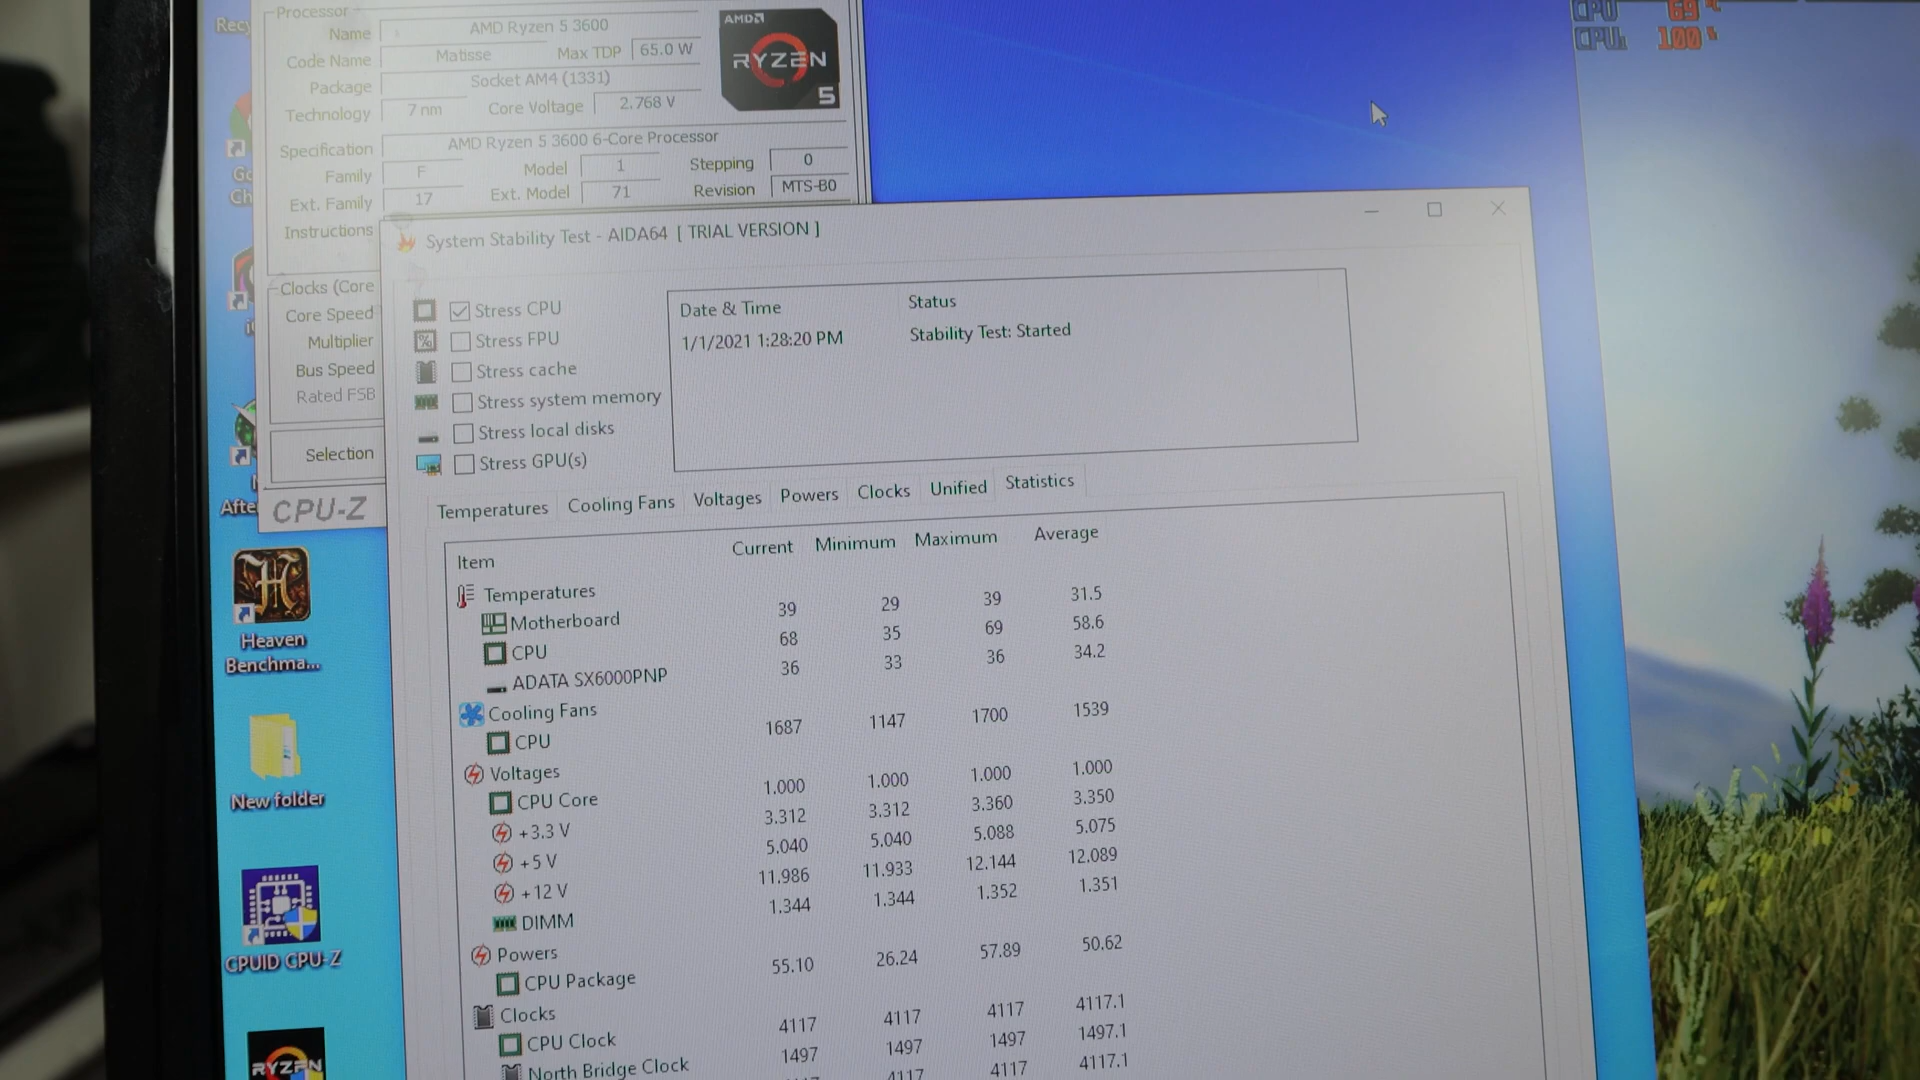 Processor
Name AMD Ryzen 5 3600
Code Name Matisse Max TDP 65.0 W
Package Socket AM4 (1331)
Technology 7 nm Core Voltage 2.768 V
AMD
RYZEN
5
Specification AMD Ryzen 5 3600 6-Core Processor
Family F Model 1 Stepping 0
Ext. Family 17 Ext. Model 71 Revision MTS-B0
Instructions
Clocks (Core
Core Speed
Multiplier
Bus Speed
Rated FSB
Selection
CPU-Z
CPU 69
CPU1 100
System Stability Test - AIDA64 [ TRIAL VERSION ]
Stress CPU
Stress FPU
Stress cache
Stress system memory
Stress local disks
Stress GPU(s)
Date & Time Status
1/1/2021 1:28:20 PM Stability Test: Started
Temperatures Cooling Fans Voltages Powers Clocks Unified Statistics
Item Current Minimum Maximum Average
Temperatures
Motherboard 39 29 39 31.5
CPU 68 35 69 58.6
ADATA SX6000PNP 36 33 36 34.2
Cooling Fans
CPU 1687 1147 1700 1539
Voltages
CPU Core 1.000 1.000 1.000 1.000
+3.3 V 3.312 3.312 3.360 3.350
+5 V 5.040 5.040 5.088 5.075
+12 V 11.986 11.933 12.144 12.089
DIMM 1.344 1.344 1.352 1.351
Powers
CPU Package 55.10 26.24 57.89 50.62
Clocks
CPU Clock 4117 4117 4117 4117.1
North Bridge Clock 1497 1497 1497 1497.1
4117 4117 4117 4117.1
Recy
Go
Ch
Afte
Heaven
Benchma...
New folder
CPUID CPU-Z
RYZEN